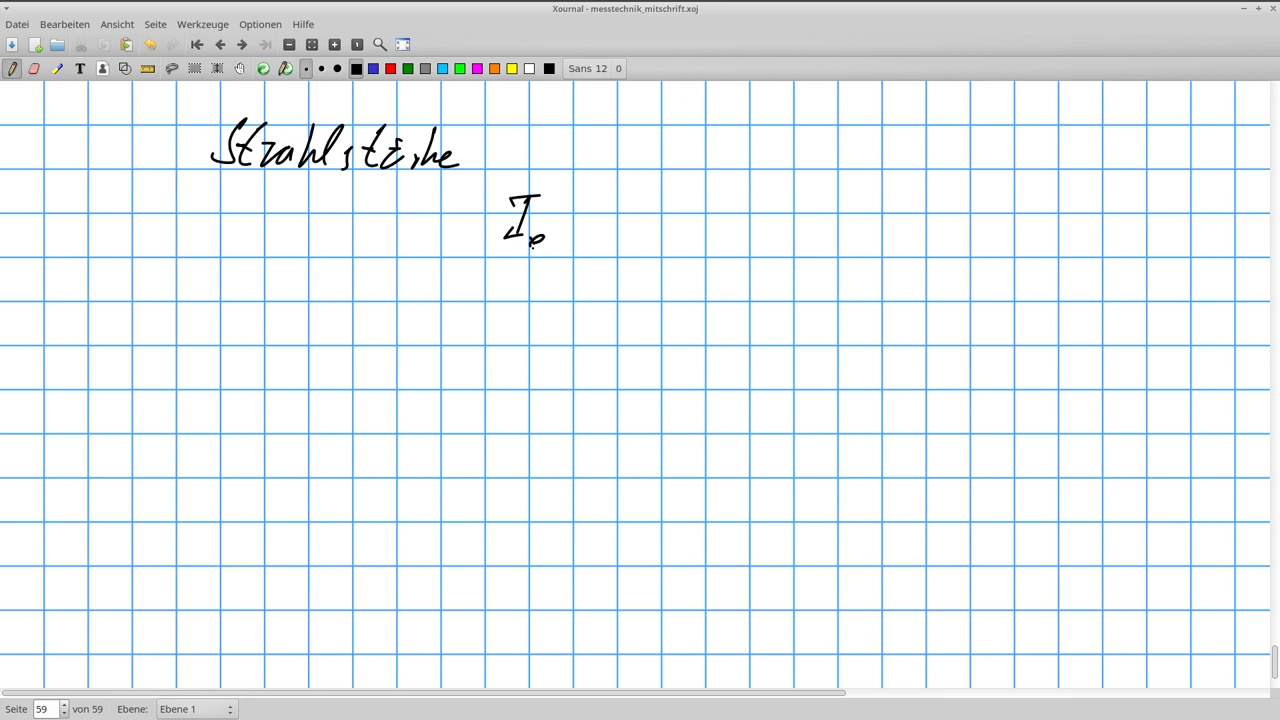 Xournal - messtechnik_mitschrift.xoj
Datei Bearbeiten Ansicht Seite Werkzeuge Optionen Hilfe
Sans 12 0
Strahlstärke
I
Seite 59 von 59 Ebene: Ebene 1